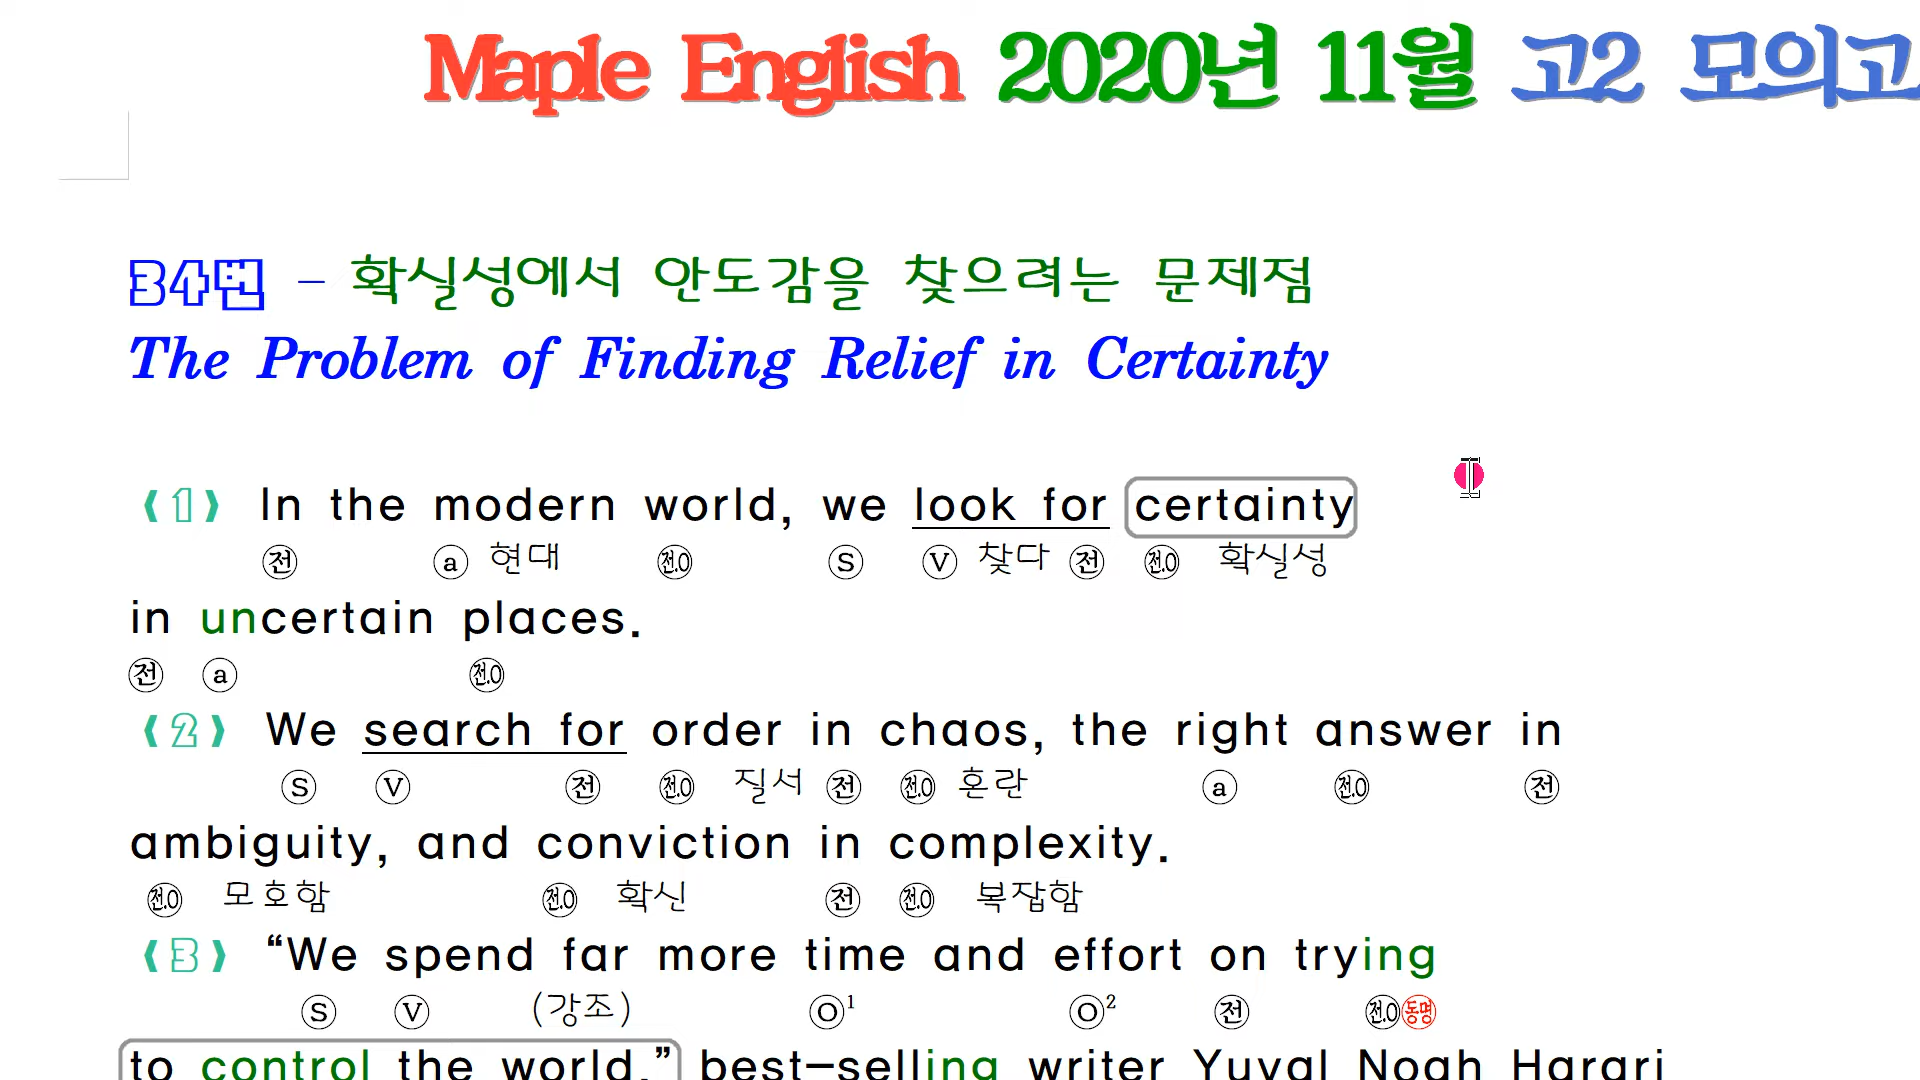 Maple English 2020년 11월 고2 모의고
34번 - 확실성에서 안도감을 찾으려는 문제점
The Problem of Finding Relief in Certainty
(1) In the modern world, we look for certainty
전 a 현대 전.O S V 찾다 전 전.O 확실성
in uncertain places.
전 a 전.O
(2) We search for order in chaos, the right answer in
S V 전 전.O 질서 전 전.O 혼란 a 전.O 전
ambiguity, and conviction in complexity.
전.O 모호함 전.O 확신 전 전.O 복잡함
(3) “We spend far more time and effort on trying
S V (강조) O1 O2 전 전.O 동명
to control the world,” best-selling writer Yuval Noah Harari